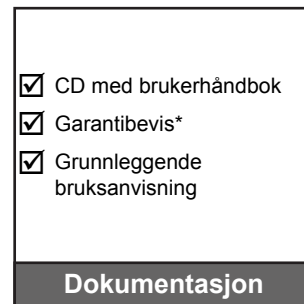 CD med brukerhåndbok
Garantibevis*
Grunnleggende
bruksanvisning
Dokumentasjon